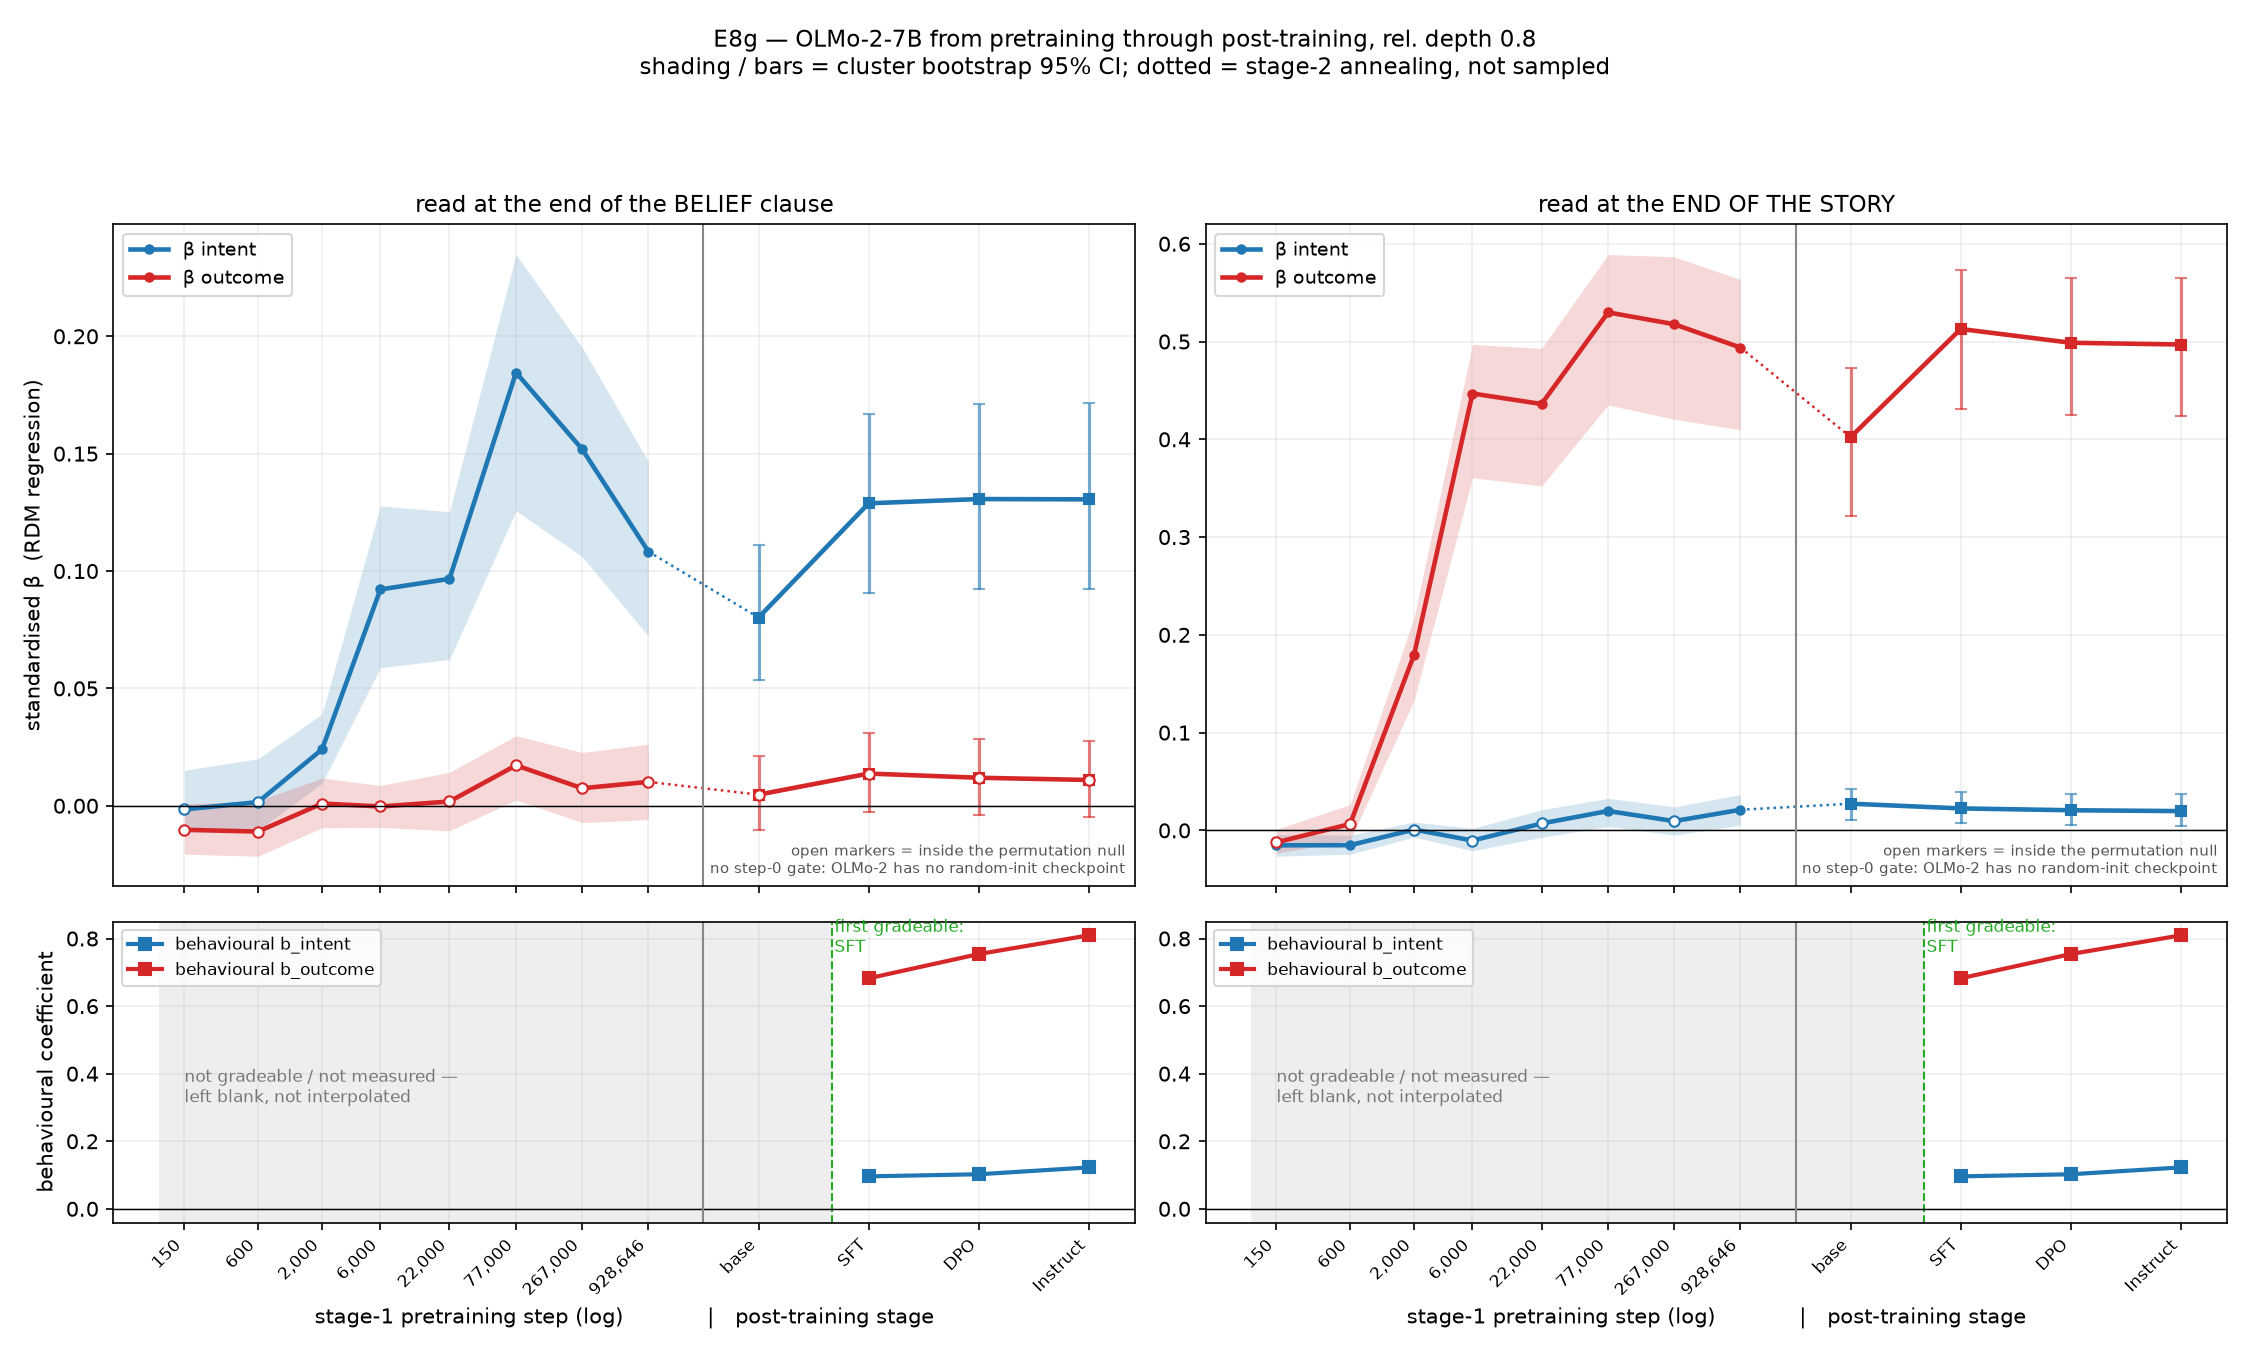 E8g — OLMo-2-7B from pretraining through post-training, rel. depth 0.8
shading / bars = cluster bootstrap 95% CI; dotted = stage-2 annealing, not sampled
read at the end of the BELIEF clause
β intent
β outcome
standardised β (RDM regression)
0.20
0.15
0.10
0.05
0.00
open markers = inside the permutation null
no step-0 gate: OLMo-2 has no random-init checkpoint
read at the END OF THE STORY
β intent
β outcome
0.6
0.5
0.4
0.3
0.2
0.1
0.0
open markers = inside the permutation null
no step-0 gate: OLMo-2 has no random-init checkpoint
behavioural b_intent
behavioural b_outcome
first gradeable:
SFT
not gradeable / not measured —
left blank, not interpolated
behavioural coefficient
0.8
0.6
0.4
0.2
0.0
150
600
2,000
6,000
22,000
77,000
267,000
928,646
base
SFT
DPO
Instruct
stage-1 pretraining step (log) | post-training stage
behavioural b_intent
behavioural b_outcome
first gradeable:
SFT
not gradeable / not measured —
left blank, not interpolated
0.8
0.6
0.4
0.2
0.0
150
600
2,000
6,000
22,000
77,000
267,000
928,646
base
SFT
DPO
Instruct
stage-1 pretraining step (log) | post-training stage